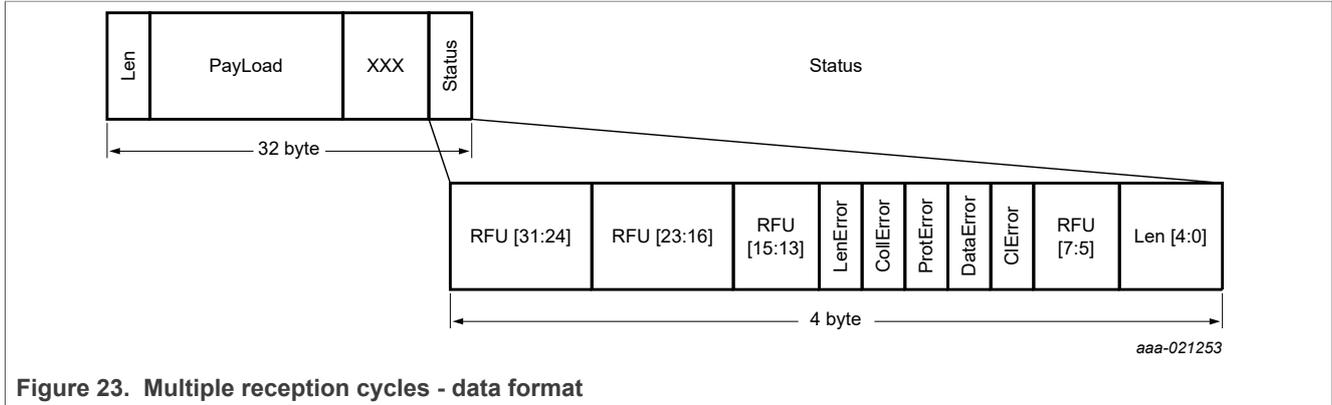 Len PayLoad XXX Status
Status
32 byte
RFU [31:24] RFU [23:16] RFU
[15:13] LenError CollError ProtError DataError ClError RFU
[7:5] Len [4:0]
4 byte
aaa-021253
Figure 23. Multiple reception cycles - data format